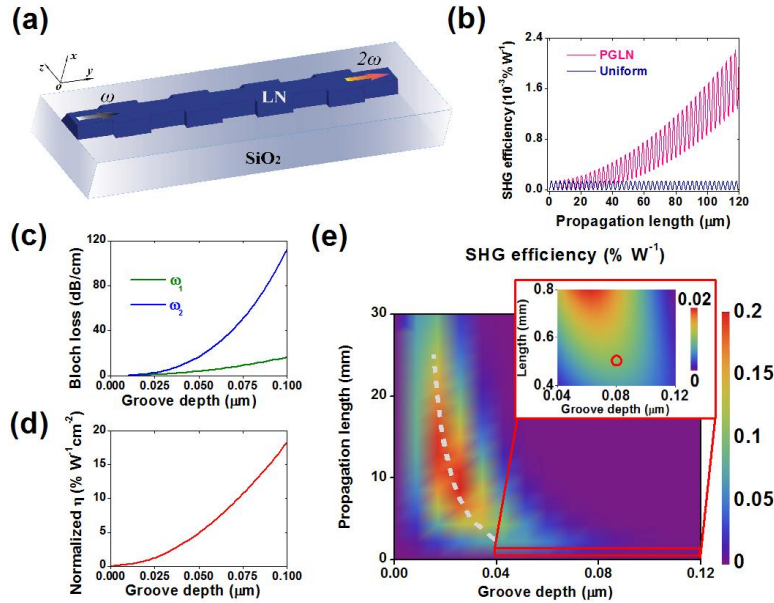 (a)
x
z
y
o
ω
2ω
LN
SiO₂
(b)
SHG efficiency (10⁻³% W⁻¹)
2.4
1.6
0.8
0.0
PGLN
Uniform
0 20 40 60 80 100 120
Propagation length (μm)
(c)
Bloch loss (dB/cm)
120
80
40
0
ω₁
ω₂
0.000 0.025 0.050 0.075 0.100
Groove depth (μm)
(d)
Normalized η (% W⁻¹cm⁻²)
20
15
10
5
0
0.000 0.025 0.050 0.075 0.100
Groove depth (μm)
(e)
SHG efficiency (% W⁻¹)
Propagation length (mm)
30
20
10
0
0.00 0.04 0.08 0.12
Groove depth (μm)
Length (mm)
0.8
0.6
0.4
0.04 0.08 0.12
Groove depth (μm)
0.02
0
0.2
0.15
0.1
0.05
0